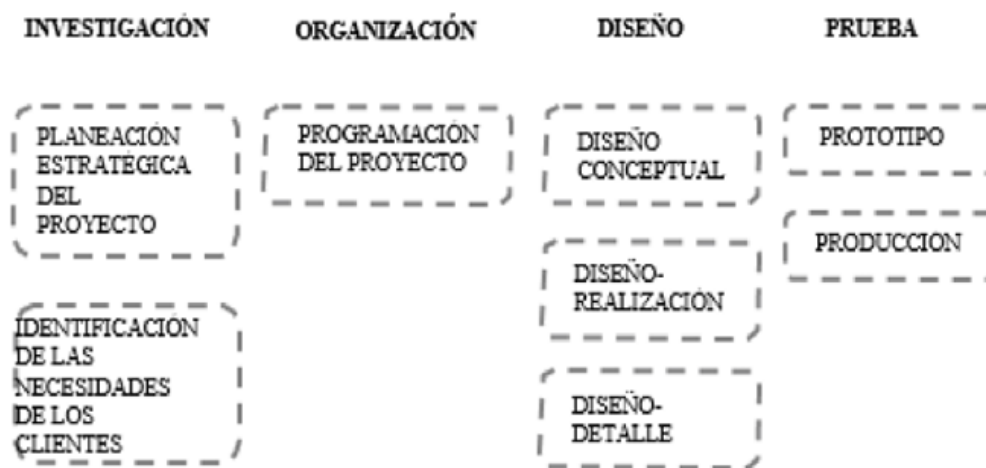 INVESTIGACIÓN
ORGANIZACIÓN
DISEÑO
PRUEBA
PLANEACIÓN
ESTRATÉGICA
DEL
PROYECTO
IDENTIFICACIÓN
DE LAS
NECESIDADES
DE LOS
CLIENTES
PROGRAMACIÓN
DEL PROYECTO
DISEÑO
CONCEPTUAL
DISEÑO-
REALIZACIÓN
DISEÑO-
DETALLE
PROTOTIPO
PRODUCCION